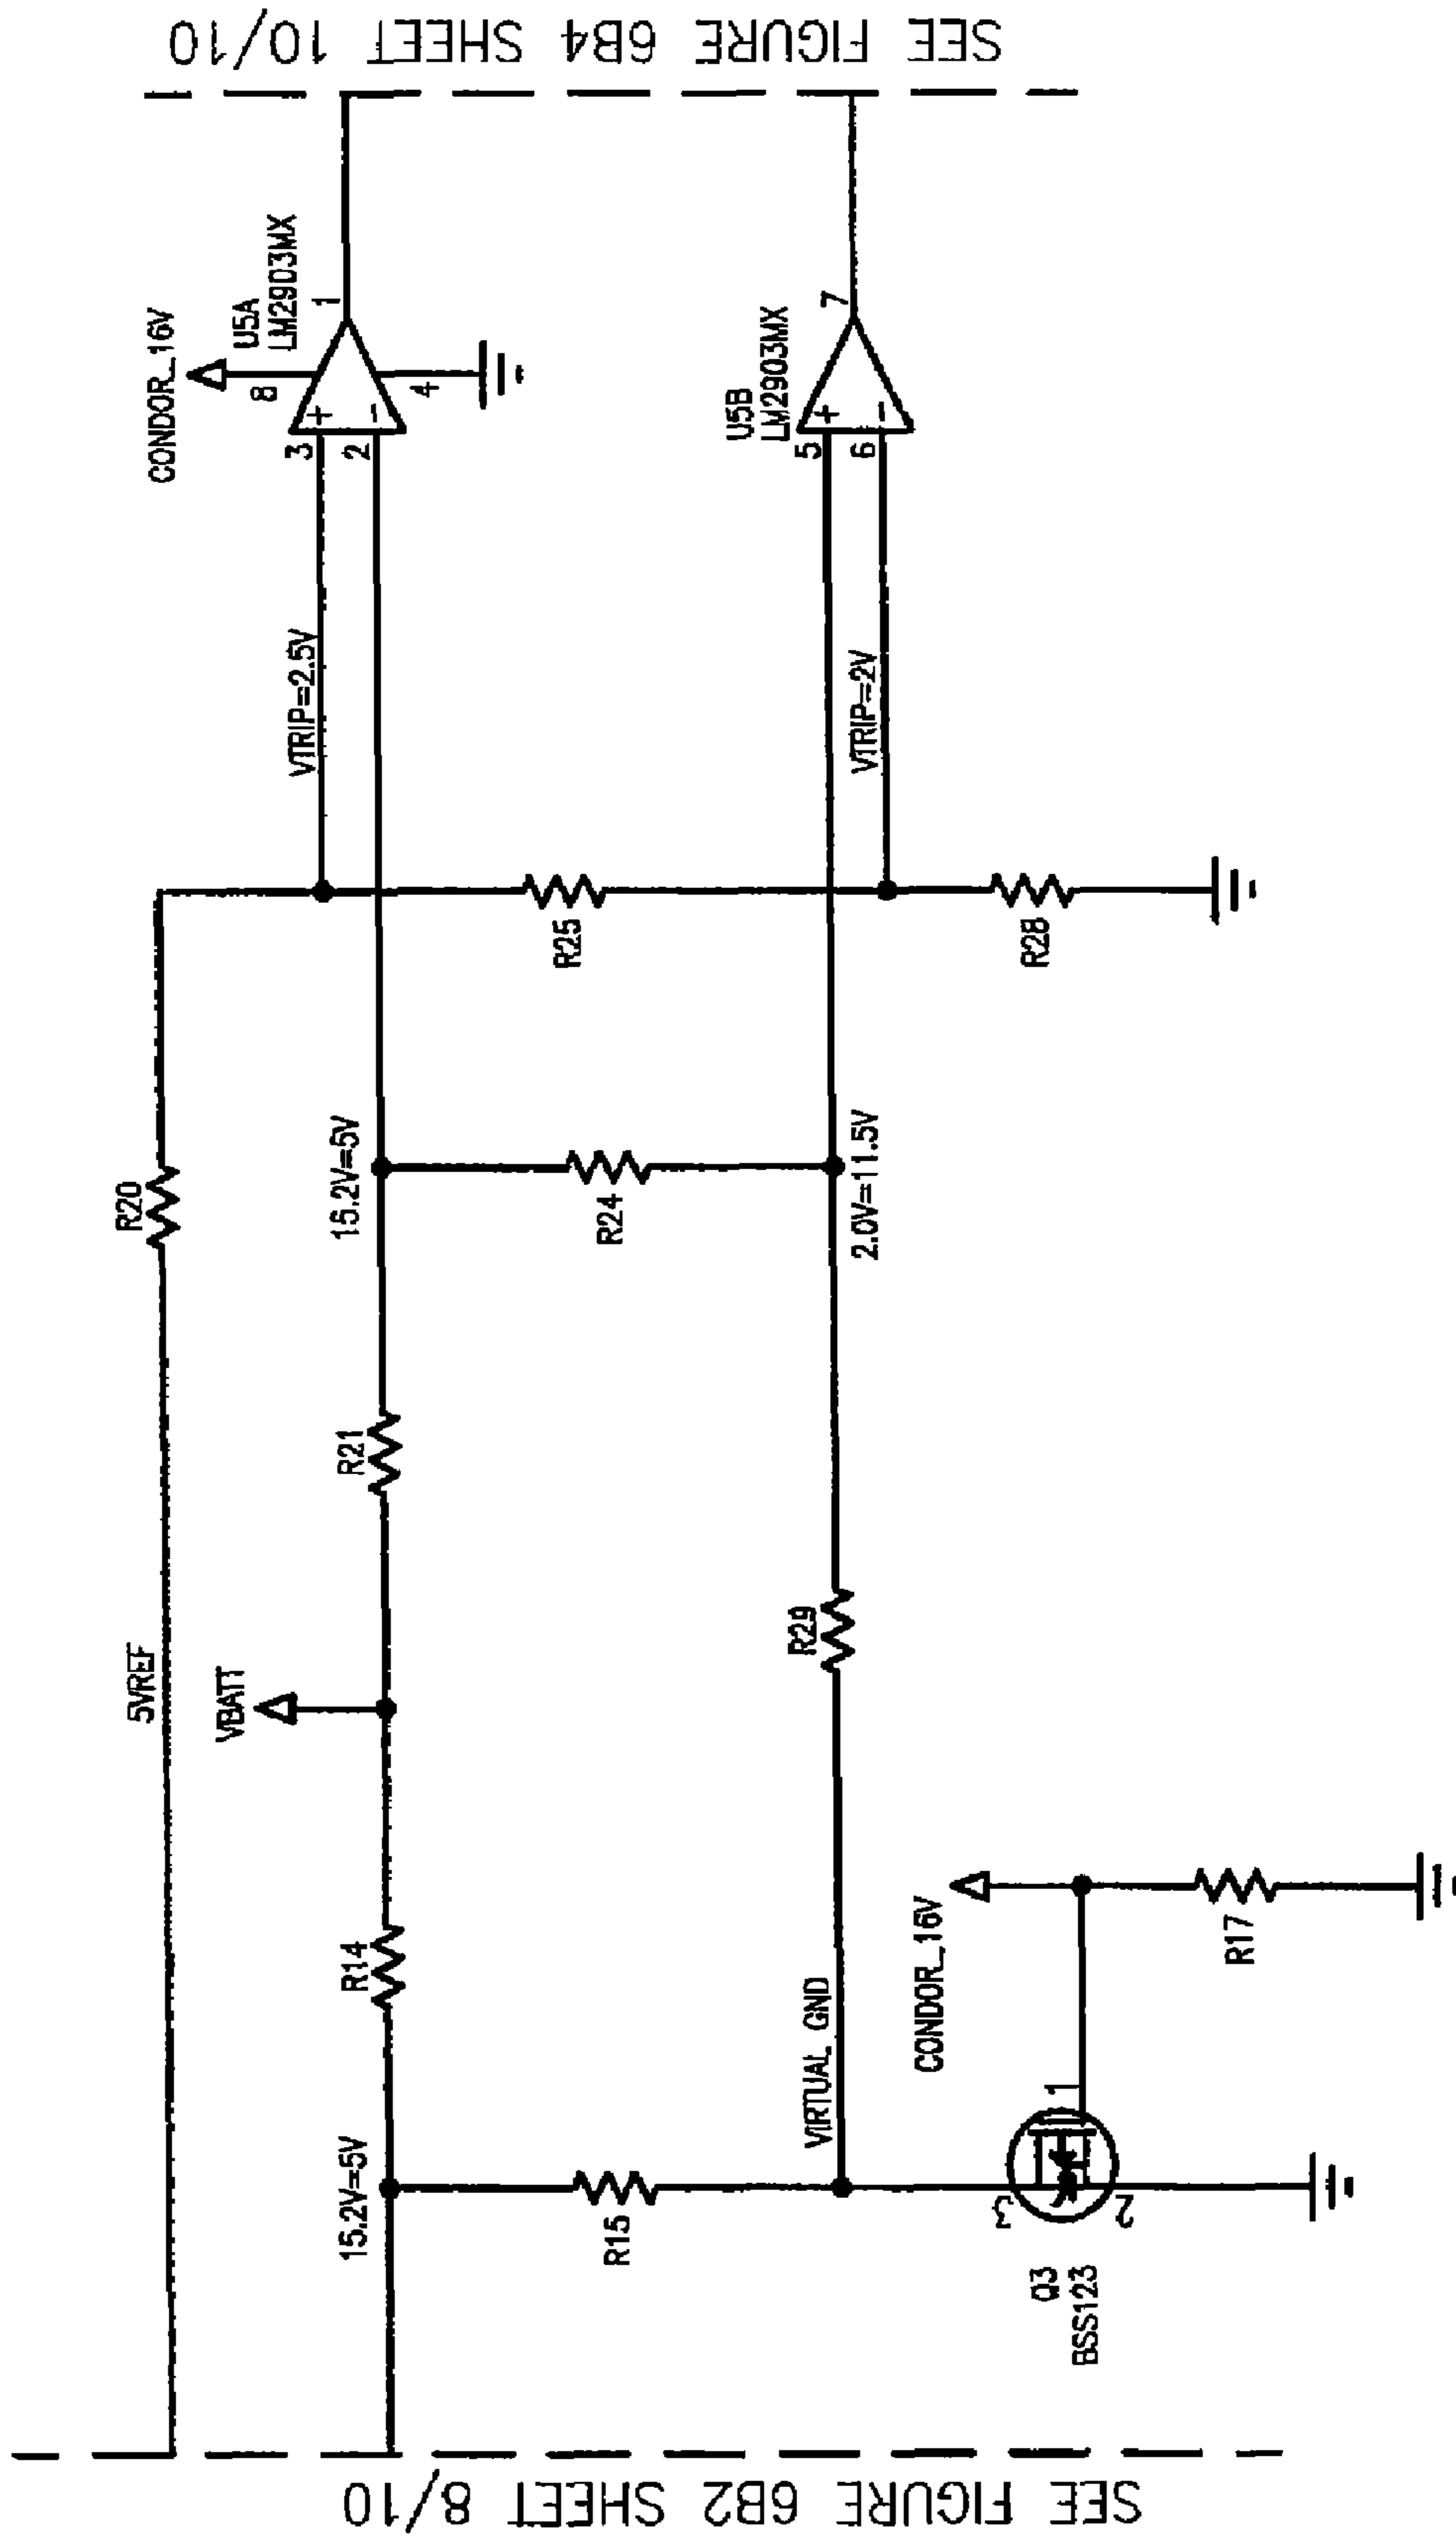 SEE FIGURE 6B2 SHEET 8/10
SEE FIGURE 6B4 SHEET 10/10
5VREF
R20
CONDOR_16V
VBATT
U5A
LM2903MX
8
3
+
2
-
1
4
VTRIP=2.5V
15.2V=5V
R14
R21
15.2V=5V
R15
R24
R25
VIRTUAL GND
R29
2.0V=11.5V
VTRIP=2V
U5B
LM2903MX
5
+
6
-
7
R28
CONDOR_16V
3
1
2
Q3
BSS123
R17